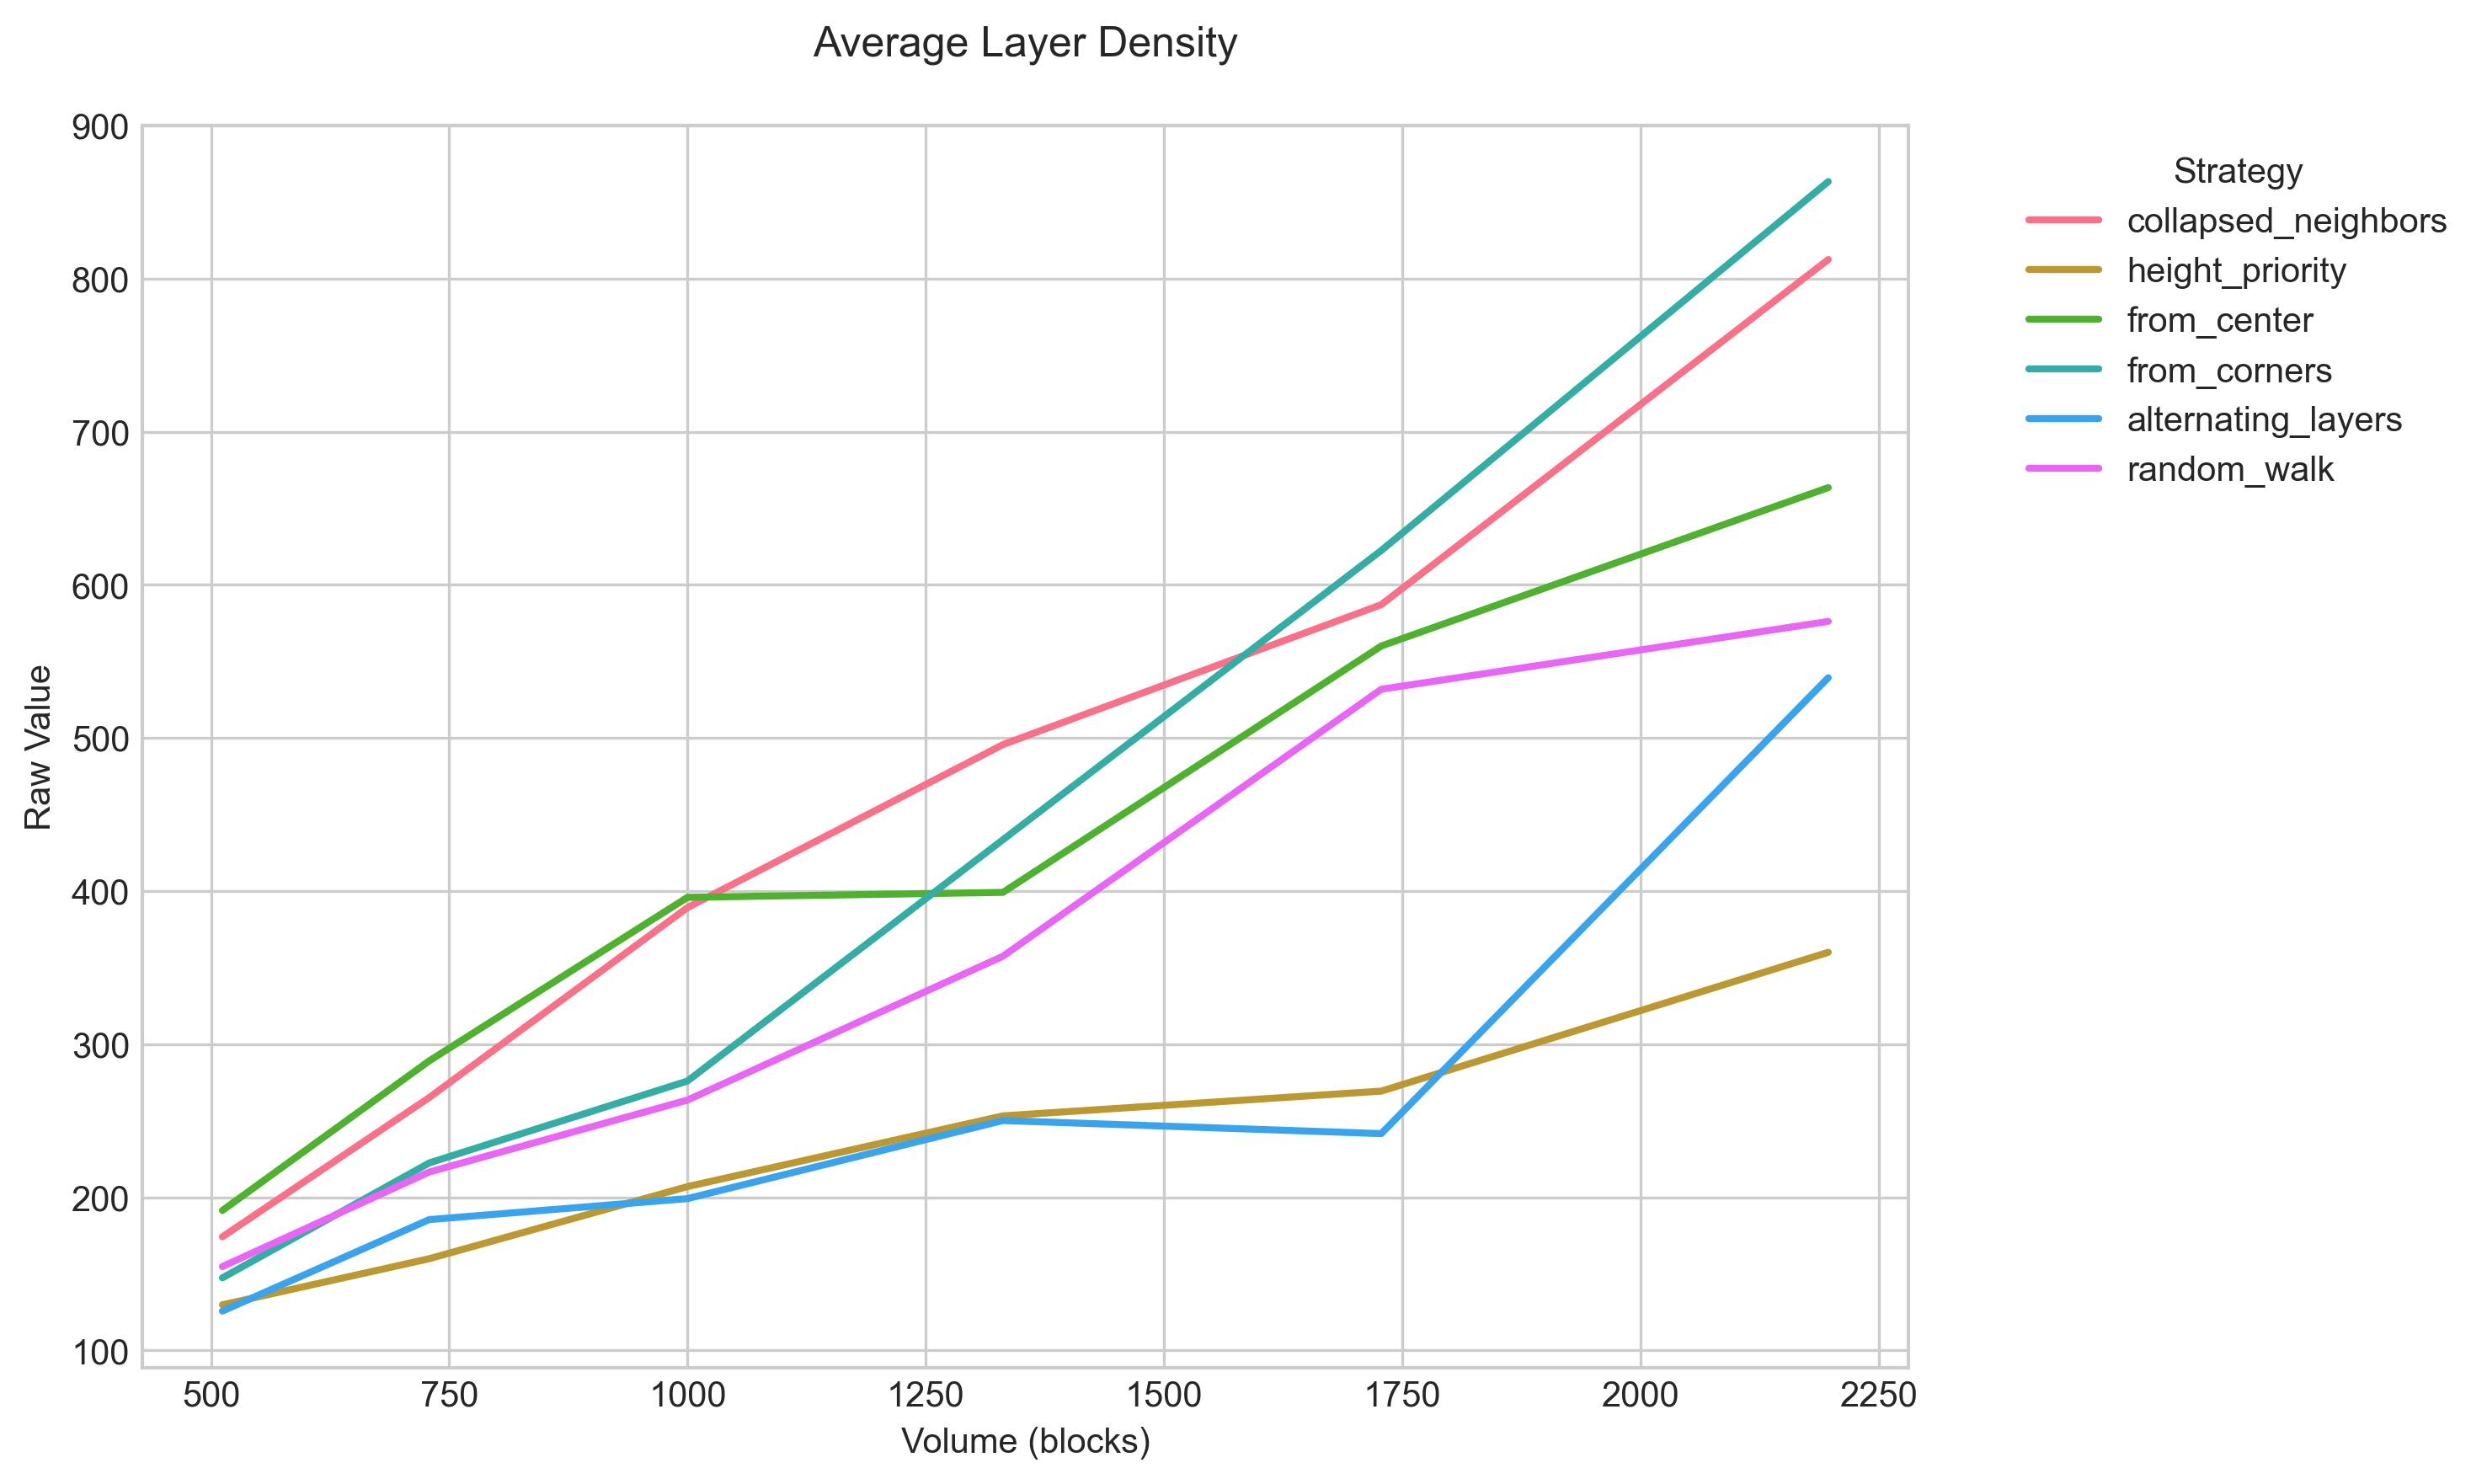 Average Layer Density
900
800
700
600
500
400
300
200
100
Raw Value
500 750 1000 1250 1500 1750 2000 2250
Volume (blocks)
Strategy
collapsed_neighbors
height_priority
from_center
from_corners
alternating_layers
random_walk